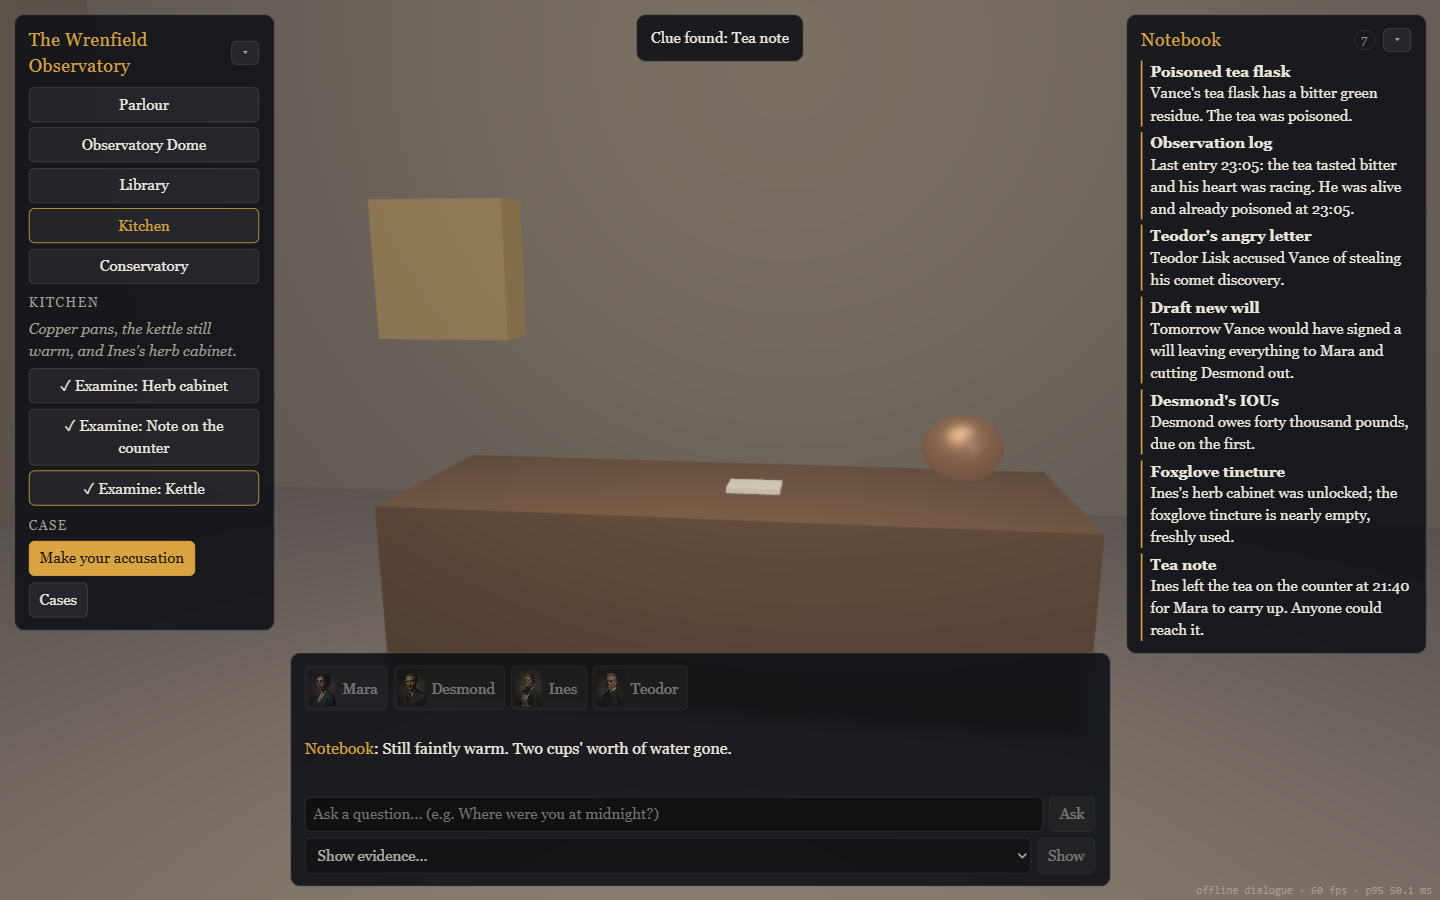 The Wrenfield
Observatory
Parlour
Observatory Dome
Library
Kitchen
Conservatory
KITCHEN
Copper pans, the kettle still
warm, and Ines's herb cabinet.
✓ Examine: Herb cabinet
✓ Examine: Note on the
counter
✓ Examine: Kettle
CASE
Make your accusation
Cases
Clue found: Tea note
Notebook
7
Poisoned tea flask
Vance's tea flask has a bitter green
residue. The tea was poisoned.
Observation log
Last entry 23:05: the tea tasted bitter
and his heart was racing. He was alive
and already poisoned at 23:05.
Teodor's angry letter
Teodor Lisk accused Vance of stealing
his comet discovery.
Draft new will
Tomorrow Vance would have signed a
will leaving everything to Mara and
cutting Desmond out.
Desmond's IOUs
Desmond owes forty thousand pounds,
due on the first.
Foxglove tincture
Ines's herb cabinet was unlocked; the
foxglove tincture is nearly empty,
freshly used.
Tea note
Ines left the tea on the counter at 21:40
for Mara to carry up. Anyone could
reach it.
Mara
Desmond
Ines
Teodor
Notebook: Still faintly warm. Two cups' worth of water gone.
Ask a question... (e.g. Where were you at midnight?)
Ask
Show evidence...
Show
offline dialogue · 60 fps · p95 50.1 ms